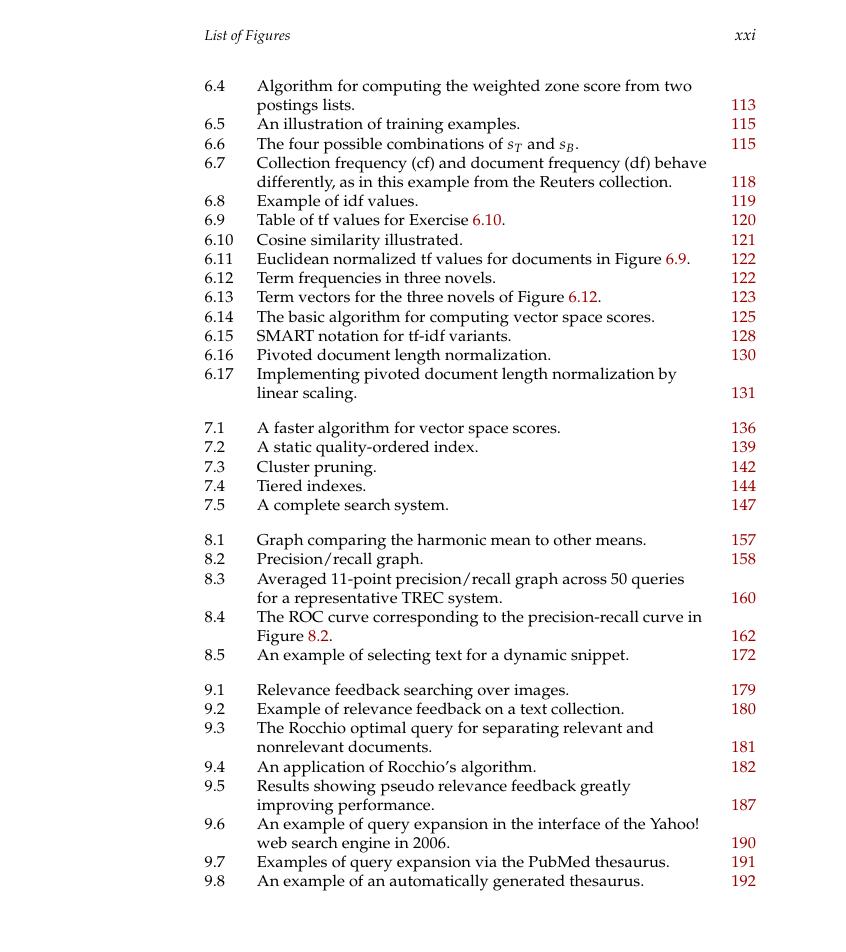 List of Figures xxi
6.4 Algorithm for computing the weighted zone score from two
postings lists. 113
6.5 An illustration of training examples. 115
6.6 The four possible combinations of s_T and s_B. 115
6.7 Collection frequency (cf) and document frequency (df) behave
differently, as in this example from the Reuters collection. 118
6.8 Example of idf values. 119
6.9 Table of tf values for Exercise 6.10. 120
6.10 Cosine similarity illustrated. 121
6.11 Euclidean normalized tf values for documents in Figure 6.9. 122
6.12 Term frequencies in three novels. 122
6.13 Term vectors for the three novels of Figure 6.12. 123
6.14 The basic algorithm for computing vector space scores. 125
6.15 SMART notation for tf-idf variants. 128
6.16 Pivoted document length normalization. 130
6.17 Implementing pivoted document length normalization by
linear scaling. 131
7.1 A faster algorithm for vector space scores. 136
7.2 A static quality-ordered index. 139
7.3 Cluster pruning. 142
7.4 Tiered indexes. 144
7.5 A complete search system. 147
8.1 Graph comparing the harmonic mean to other means. 157
8.2 Precision/recall graph. 158
8.3 Averaged 11-point precision/recall graph across 50 queries
for a representative TREC system. 160
8.4 The ROC curve corresponding to the precision-recall curve in
Figure 8.2. 162
8.5 An example of selecting text for a dynamic snippet. 172
9.1 Relevance feedback searching over images. 179
9.2 Example of relevance feedback on a text collection. 180
9.3 The Rocchio optimal query for separating relevant and
nonrelevant documents. 181
9.4 An application of Rocchio's algorithm. 182
9.5 Results showing pseudo relevance feedback greatly
improving performance. 187
9.6 An example of query expansion in the interface of the Yahoo!
web search engine in 2006. 190
9.7 Examples of query expansion via the PubMed thesaurus. 191
9.8 An example of an automatically generated thesaurus. 192